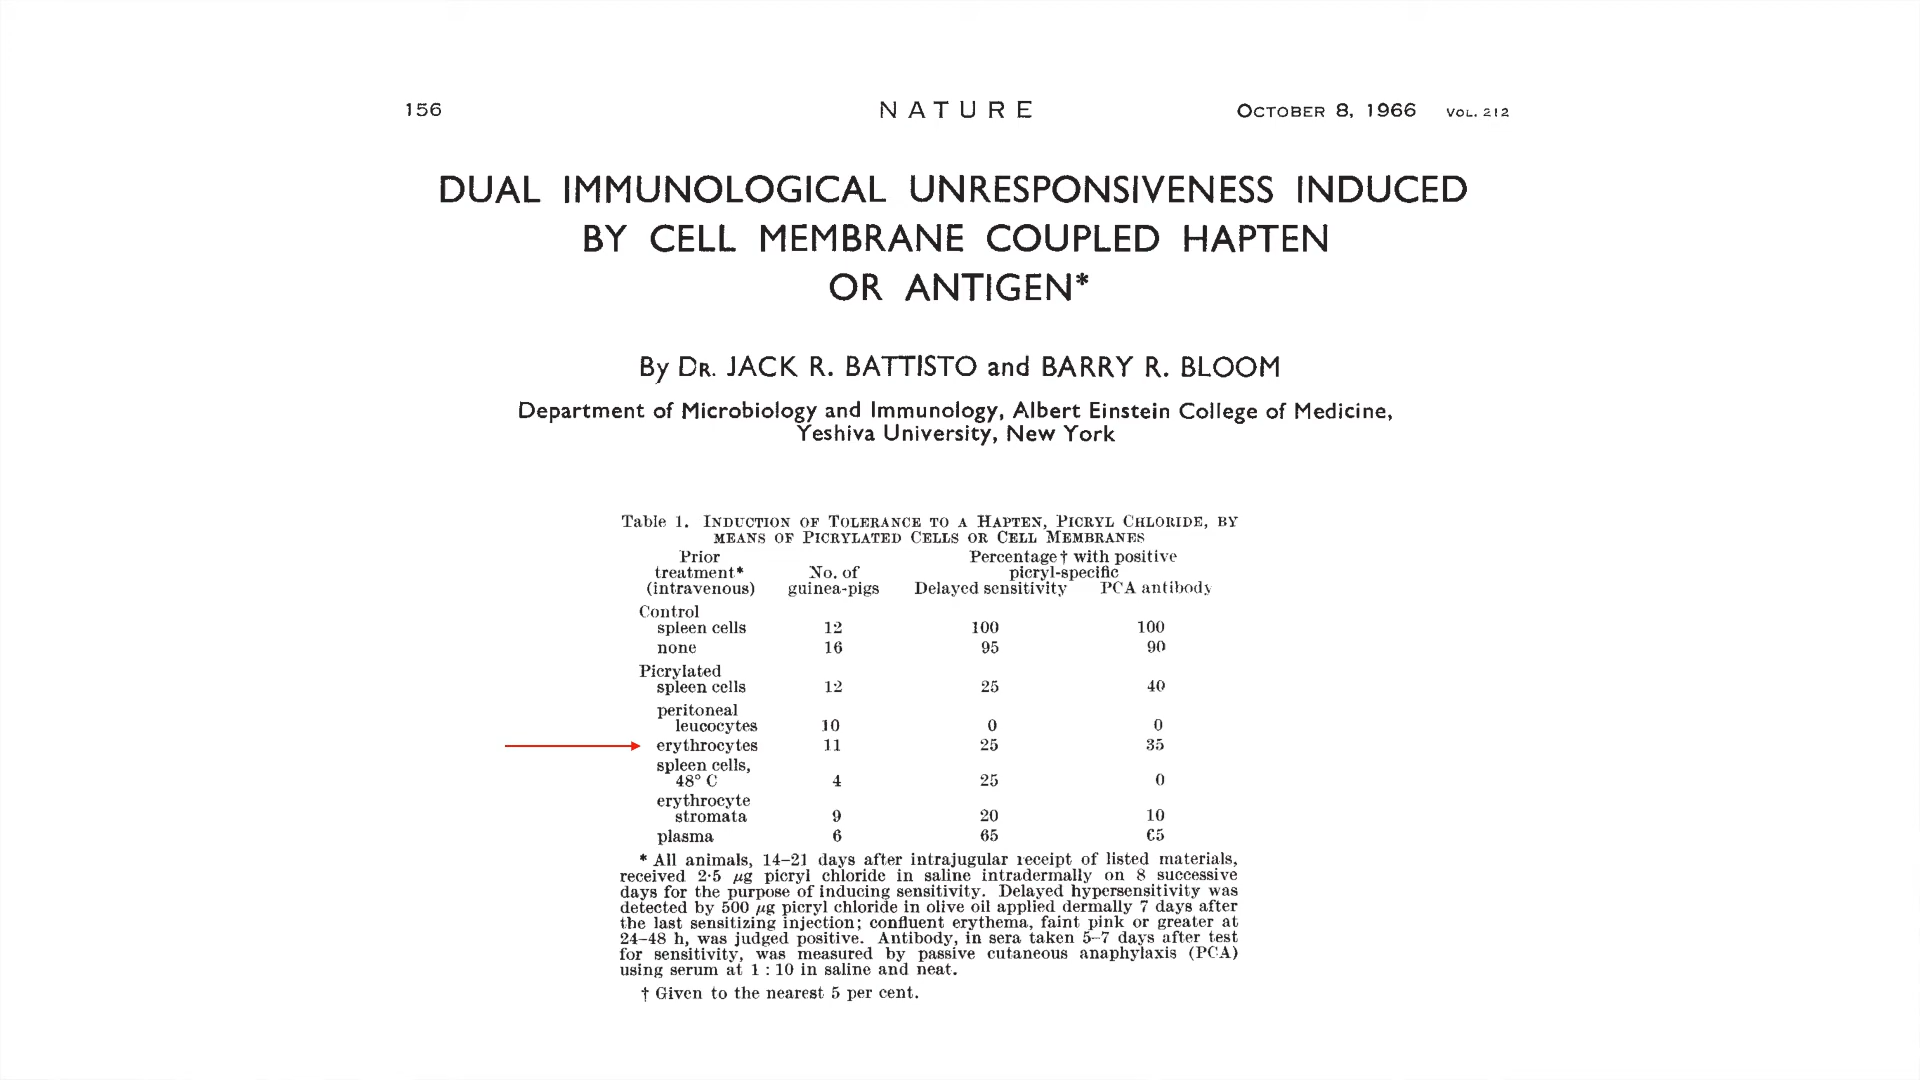 156 NATURE OCTOBER 8, 1966 VOL. 212
DUAL IMMUNOLOGICAL UNRESPONSIVENESS INDUCED
BY CELL MEMBRANE COUPLED HAPTEN
OR ANTIGEN*
By DR. JACK R. BATTISTO and BARRY R. BLOOM
Department of Microbiology and Immunology, Albert Einstein College of Medicine,
Yeshiva University, New York
Table 1. INDUCTION OF TOLERANCE TO A HAPTEN, PICRYL CHLORIDE, BY
MEANS OF PICRYLATED CELLS OR CELL MEMBRANES
Prior Percentage† with positive
treatment* No. of picryl-specific
(intravenous) guinea-pigs Delayed sensitivity PCA antibody
Control
spleen cells 12 100 100
none 16 95 90
Picrylated
spleen cells 12 25 40
peritoneal
leucocytes 10 0 0
erythrocytes 11 25 35
spleen cells,
48° C 4 25 0
erythrocyte
stromata 9 20 10
plasma 6 65 65
* All animals, 14–21 days after intrajugular receipt of listed materials,
received 2·5 μg picryl chloride in saline intradermally on 8 successive
days for the purpose of inducing sensitivity. Delayed hypersensitivity was
detected by 500 μg picryl chloride in olive oil applied dermally 7 days after
the last sensitizing injection; confluent erythema, faint pink or greater at
24–48 h, was judged positive. Antibody, in sera taken 5–7 days after test
for sensitivity, was measured by passive cutaneous anaphylaxis (PCA)
using serum at 1 : 10 in saline and neat.
† Given to the nearest 5 per cent.